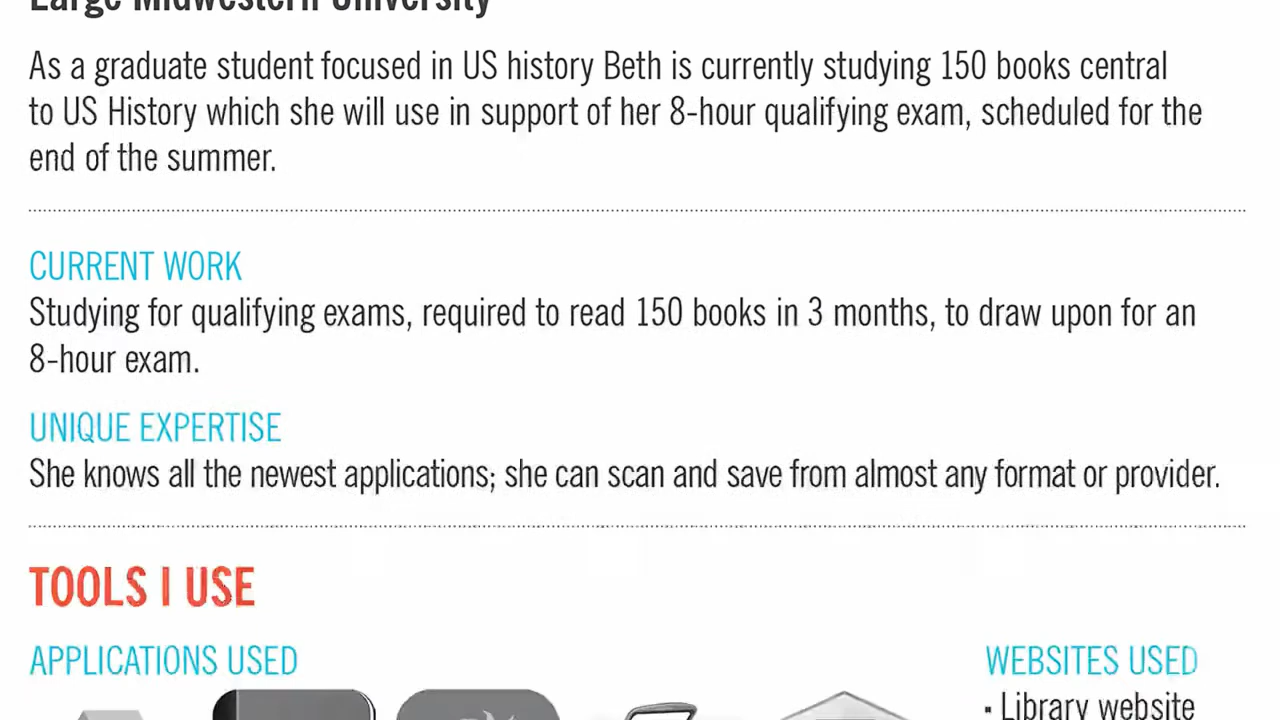 Large Midwestern University
As a graduate student focused in US history Beth is currently studying 150 books central
to US History which she will use in support of her 8-hour qualifying exam, scheduled for the
end of the summer.
CURRENT WORK
Studying for qualifying exams, required to read 150 books in 3 months, to draw upon for an
8-hour exam.
UNIQUE EXPERTISE
She knows all the newest applications; she can scan and save from almost any format or provider.
TOOLS I USE
APPLICATIONS USED
WEBSITES USED
▪ Library website